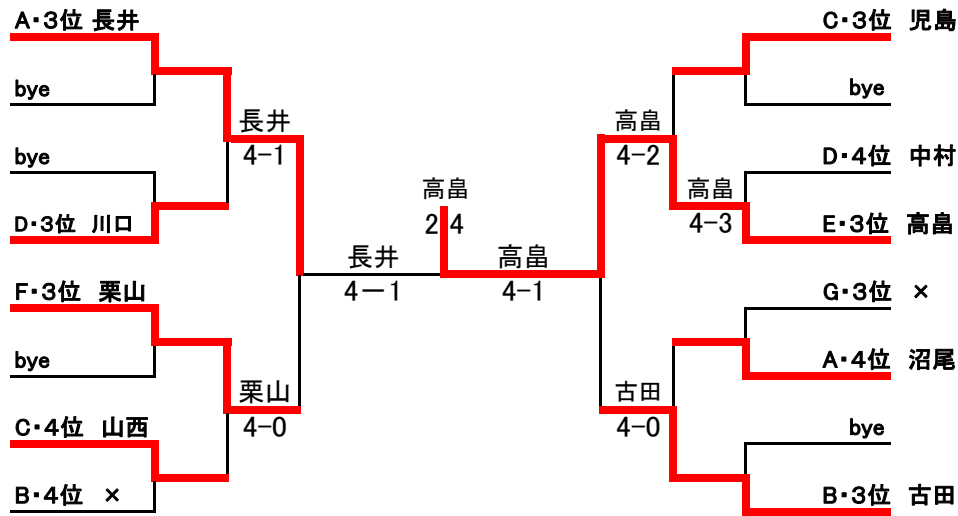 A・3位 長井
bye
長井
4-1
bye
D・3位 川口
長井
4ー1
F・3位 栗山
bye
栗山
4-0
C・4位 山西
B・4位 ×
高畠
2 4
高畠
4-1
C・3位 児島
bye
高畠
4-2
D・4位 中村
高畠
4-3
E・3位 高畠
G・3位 ×
A・4位 沼尾
古田
4-0
bye
B・3位 古田